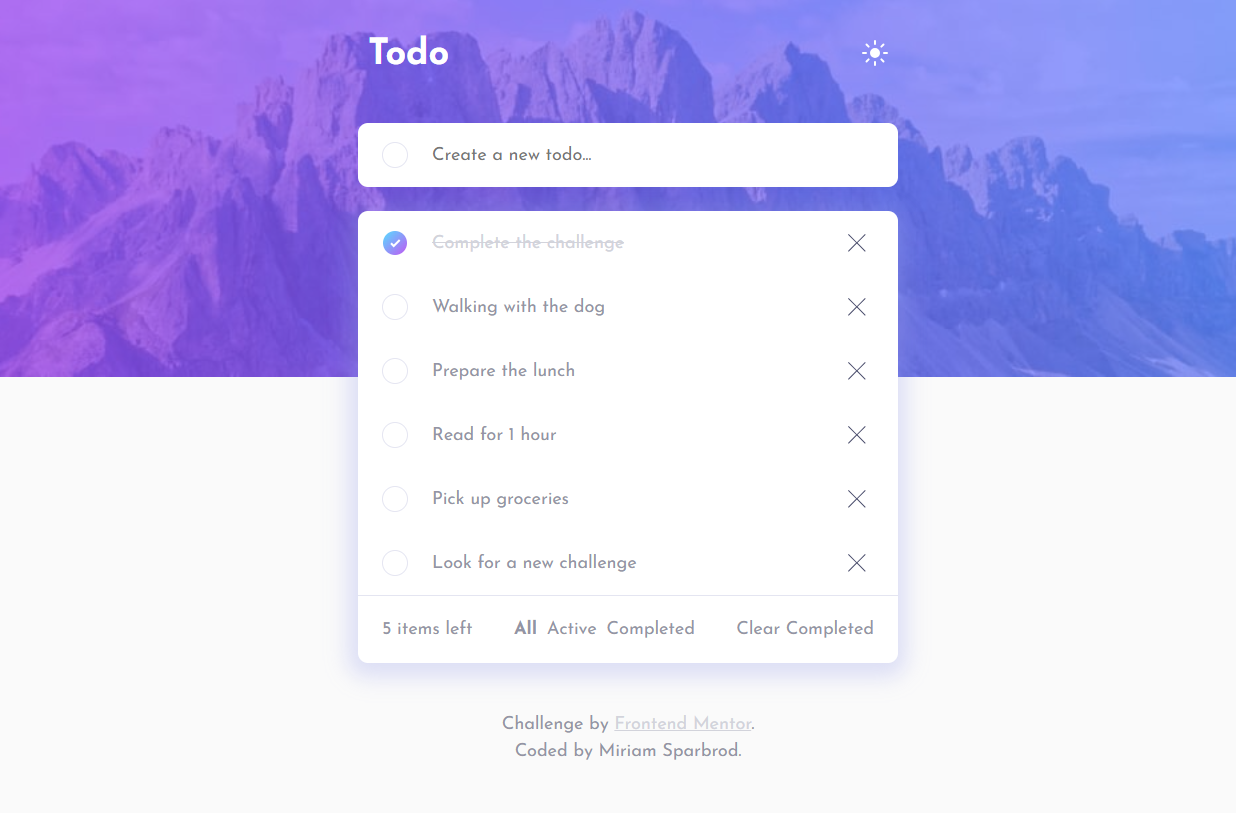 Todo
Create a new todo...
Complete the challenge
Walking with the dog
Prepare the lunch
Read for 1 hour
Pick up groceries
Look for a new challenge
5 items left All Active Completed Clear Completed
Challenge by Frontend Mentor.
Coded by Miriam Sparbrod.